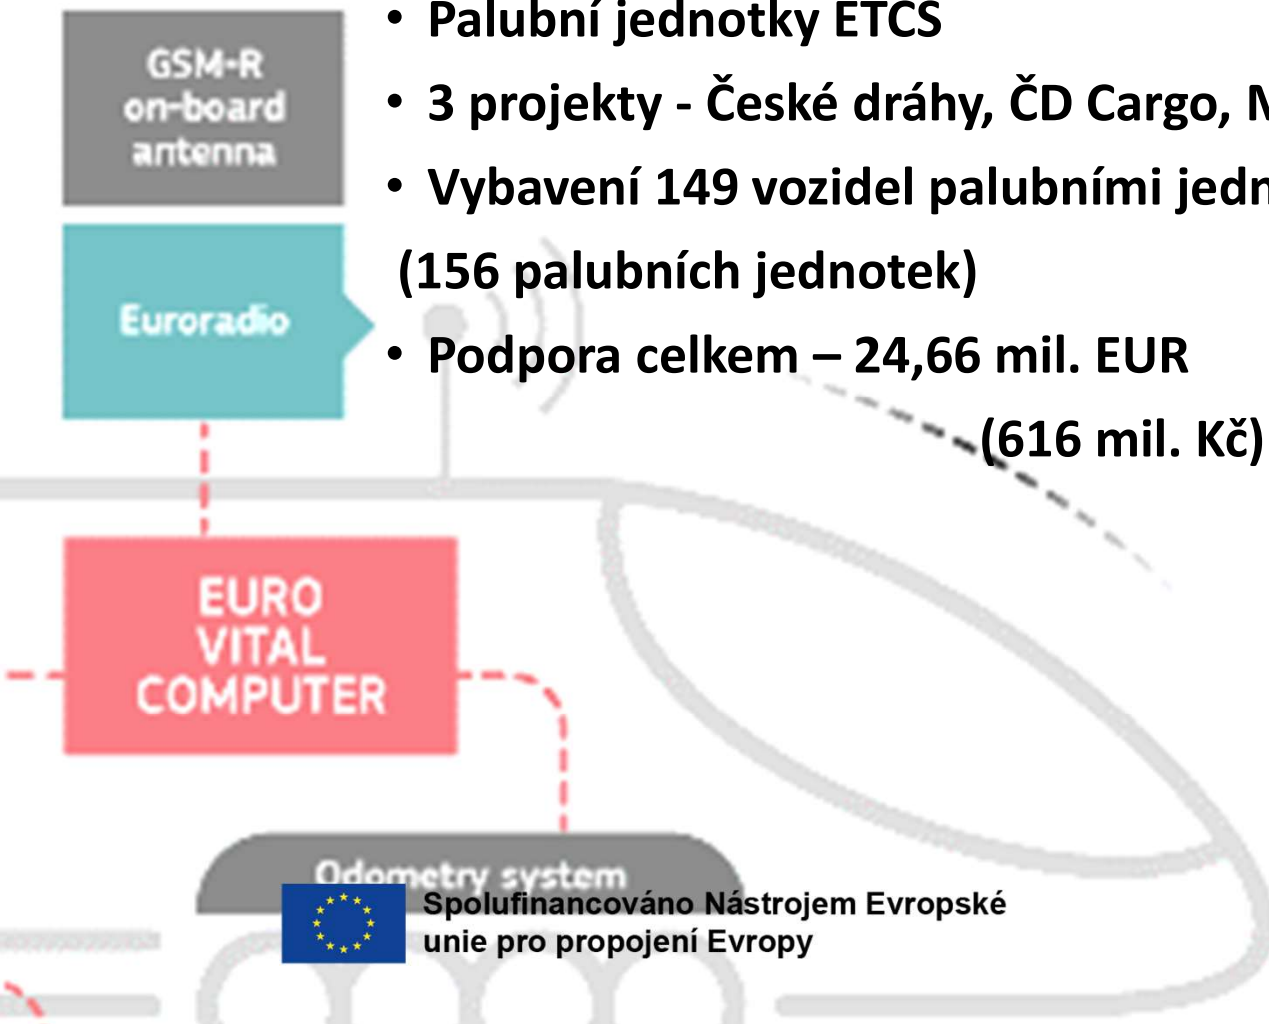 GSM-R
on-board
antenna
Euroradio
EURO
VITAL
COMPUTER
Odometry system
• Palubní jednotky ETCS
• 3 projekty - České dráhy, ČD Cargo,
• Vybavení 149 vozidel palubními
(156 palubních jednotek)
• Podpora celkem – 24,66 mil. EUR
(616 mil. Kč)
Spolufinancováno Nástrojem Evropské
unie pro propojení Evropy